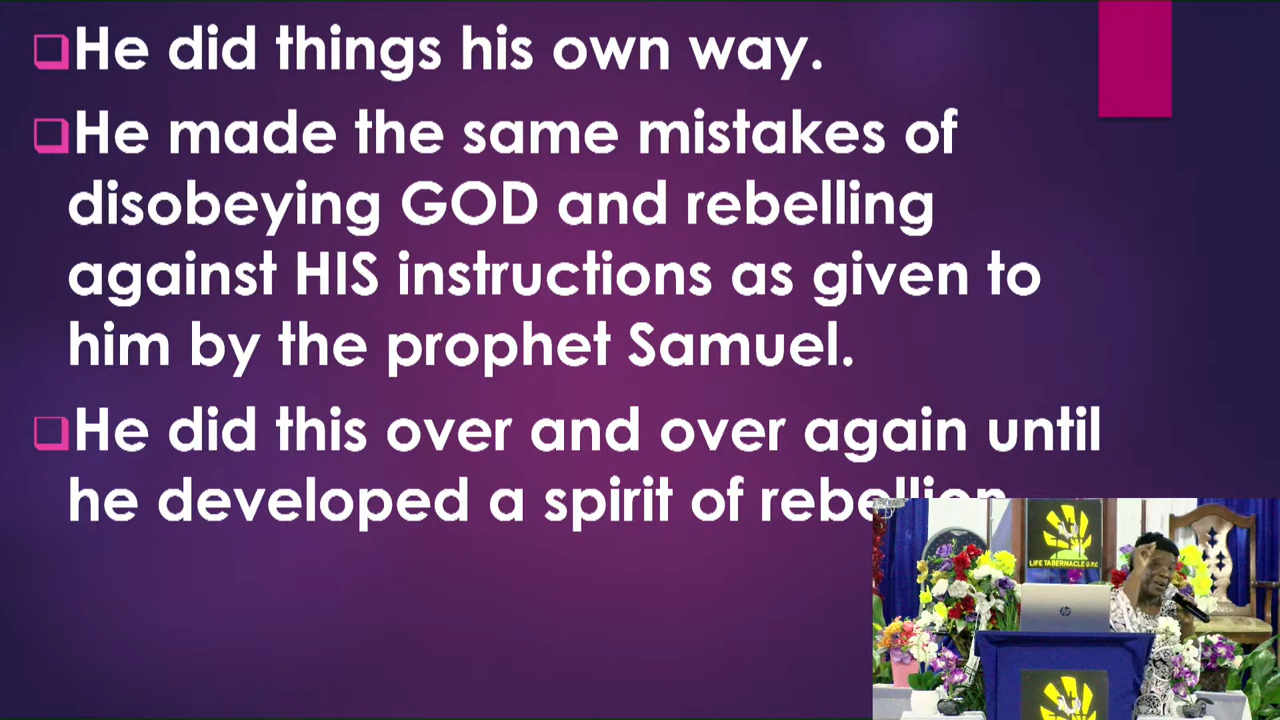 He did things his own way.
He made the same mistakes of
disobeying GOD and rebelling
against HIS instructions as given to
him by the prophet Samuel.
He did this over and over again until
he developed a spirit of rebellion
LIFE TABERNACLE U.P.C
hp